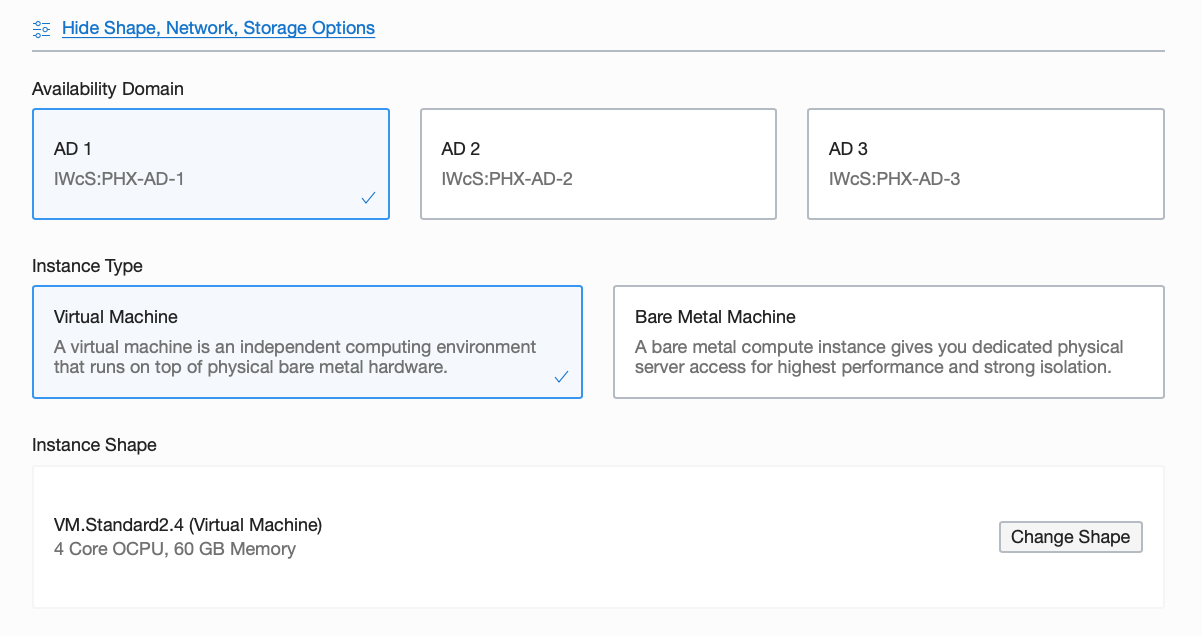 Hide Shape, Network, Storage Options
Availability Domain
AD 1
IWcS:PHX-AD-1
AD 2
IWcS:PHX-AD-2
AD 3
IWcS:PHX-AD-3
Instance Type
Virtual Machine
A virtual machine is an independent computing environment
that runs on top of physical bare metal hardware.
Bare Metal Machine
A bare metal compute instance gives you dedicated physical
server access for highest performance and strong isolation.
Instance Shape
VM.Standard2.4 (Virtual Machine)
4 Core OCPU, 60 GB Memory
Change Shape